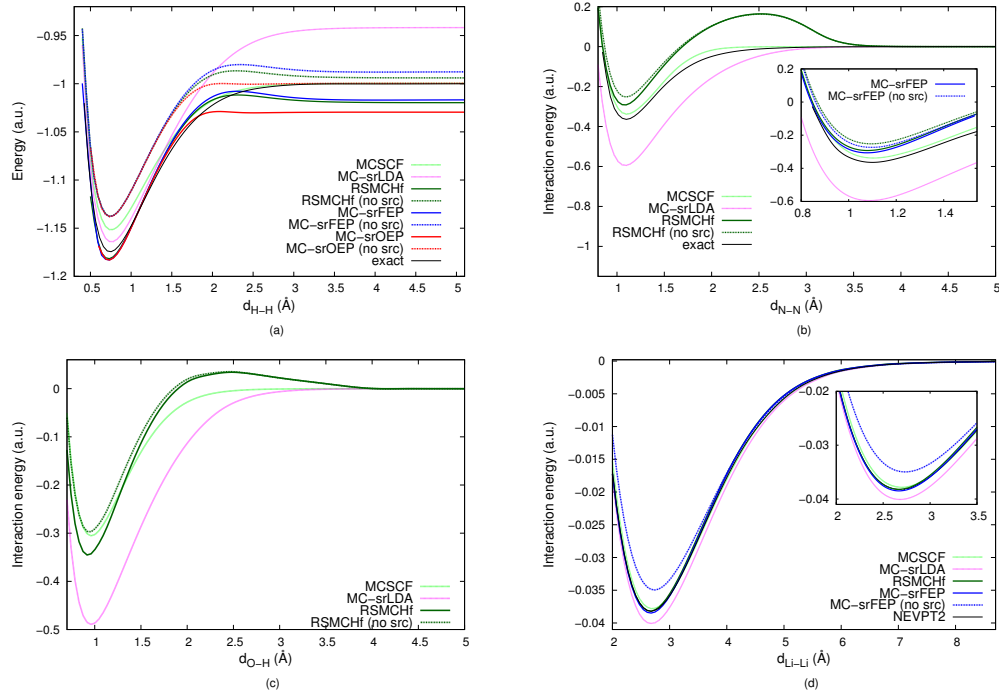 -0.95
-1
-1.05
-1.1
-1.15
-1.2
Energy (a.u.)
MCSCF
MC-srLDA
RSMCHf
RSMCHf (no src)
MC-srFEP
MC-srFEP (no src)
MC-srOEP
MC-srOEP (no src)
exact
0.5 1 1.5 2 2.5 3 3.5 4 4.5 5
d_H-H (Å)
(a)
0.2
0
-0.2
-0.4
-0.6
-0.8
-1
Interaction energy (a.u.)
MC-srFEP
MC-srFEP (no src)
0.2
0
-0.2
-0.4
-0.6
0.8 1 1.2 1.4
MCSCF
MC-srLDA
RSMCHf
RSMCHf (no src)
exact
1 1.5 2 2.5 3 3.5 4 4.5 5
d_N-N (Å)
(b)
0
-0.1
-0.2
-0.3
-0.4
-0.5
Interaction energy (a.u.)
MCSCF
MC-srLDA
RSMCHf
RSMCHf (no src)
1 1.5 2 2.5 3 3.5 4 4.5 5
d_O-H (Å)
(c)
0
-0.005
-0.01
-0.015
-0.02
-0.025
-0.03
-0.035
-0.04
Interaction energy (a.u.)
-0.02
-0.03
-0.04
2 2.5 3 3.5
MCSCF
MC-srLDA
RSMCHf
MC-srFEP
MC-srFEP (no src)
NEVPT2
2 3 4 5 6 7 8
d_Li-Li (Å)
(d)